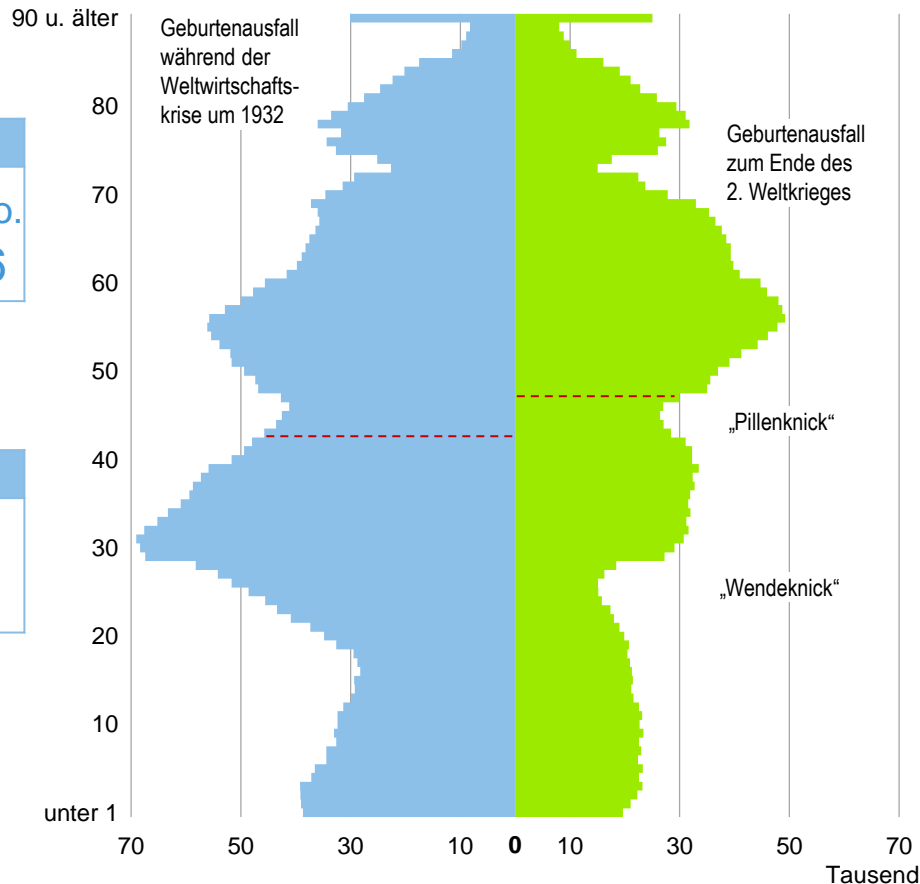 90 u. älter
Geburtenausfall
während der
Weltwirtschafts-
krise um 1932
80
Geburtenausfall
zum Ende des
2. Weltkrieges
70
60
50
„Pillenknick“
40
30
„Wendeknick“
20
10
unter 1
70 50 30 10 0 10 30 50 70
Tausend